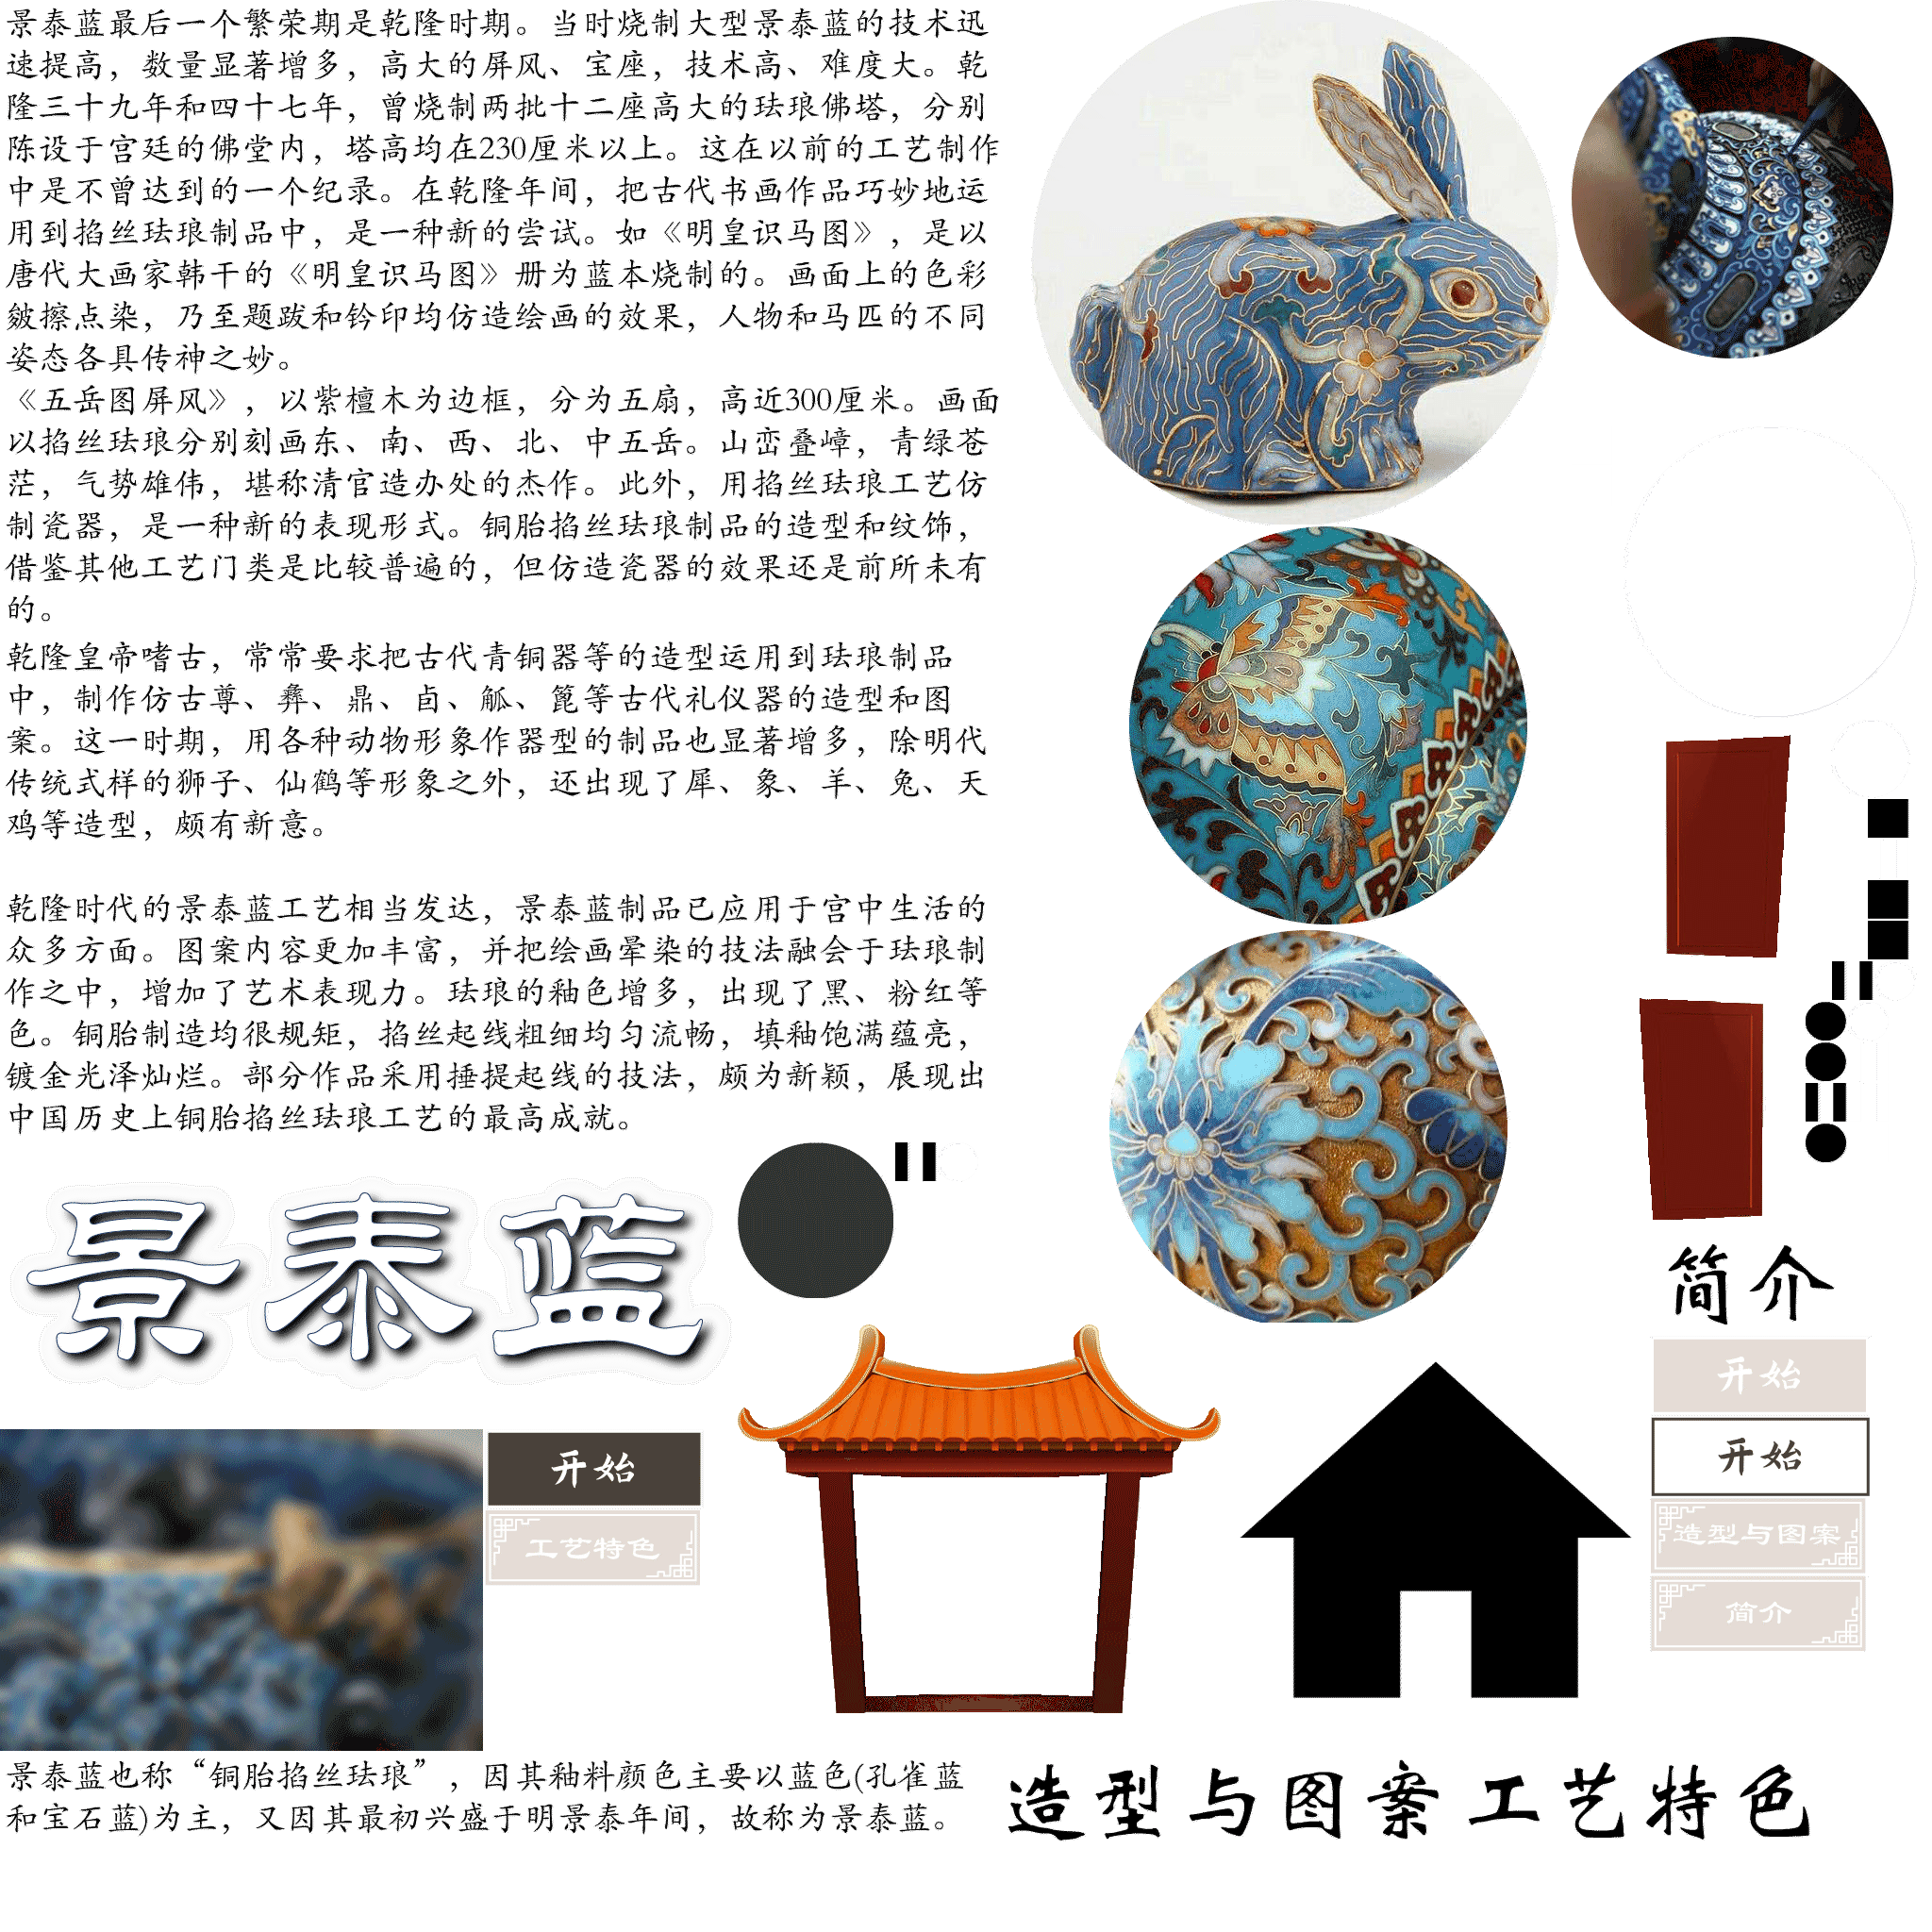 景泰蓝最后一个繁荣期是乾隆时期。当时烧制大型景泰蓝的技术迅
速提高，数量显著增多，高大的屏风、宝座，技术高、难度大。乾
隆三十九年和四十七年，曾烧制两批十二座高大的珐琅佛塔，分别
陈设于宫廷的佛堂内，塔高均在230厘米以上。这在以前的工艺制作
中是不曾达到的一个纪录。在乾隆年间，把古代书画作品巧妙地运
用到掐丝珐琅制品中，是一种新的尝试。如《明皇识马图》，是以
唐代大画家韩干的《明皇识马图》册为蓝本烧制的。画面上的色彩
皴擦点染，乃至题跋和钤印均仿造绘画的效果，人物和马匹的不同
姿态各具传神之妙。
《五岳图屏风》，以紫檀木为边框，分为五扇，高近300厘米。画面
以掐丝珐琅分别刻画东、南、西、北、中五岳。山峦叠嶂，青绿苍
茫，气势雄伟，堪称清官造办处的杰作。此外，用掐丝珐琅工艺仿
制瓷器，是一种新的表现形式。铜胎掐丝珐琅制品的造型和纹饰，
借鉴其他工艺门类是比较普遍的，但仿造瓷器的效果还是前所未有
的。
乾隆皇帝嗜古，常常要求把古代青铜器等的造型运用到珐琅制品
中，制作仿古尊、彝、鼎、卣、觚、篦等古代礼仪器的造型和图
案。这一时期，用各种动物形象作器型的制品也显著增多，除明代
传统式样的狮子、仙鹤等形象之外，还出现了犀、象、羊、兔、天
鸡等造型，颇有新意。
乾隆时代的景泰蓝工艺相当发达，景泰蓝制品已应用于宫中生活的
众多方面。图案内容更加丰富，并把绘画晕染的技法融会于珐琅制
作之中，增加了艺术表现力。珐琅的釉色增多，出现了黑、粉红等
色。铜胎制造均很规矩，掐丝起线粗细均匀流畅，填釉饱满蕴亮，
镀金光泽灿烂。部分作品采用捶提起线的技法，颇为新颖，展现出
中国历史上铜胎掐丝珐琅工艺的最高成就。
景泰蓝
简介
开始
开始
造型与图案
简介
开始
工艺特色
景泰蓝也称“铜胎掐丝珐琅”，因其釉料颜色主要以蓝色(孔雀蓝
和宝石蓝)为主，又因其最初兴盛于明景泰年间，故称为景泰蓝。
造型与图案 工艺特色